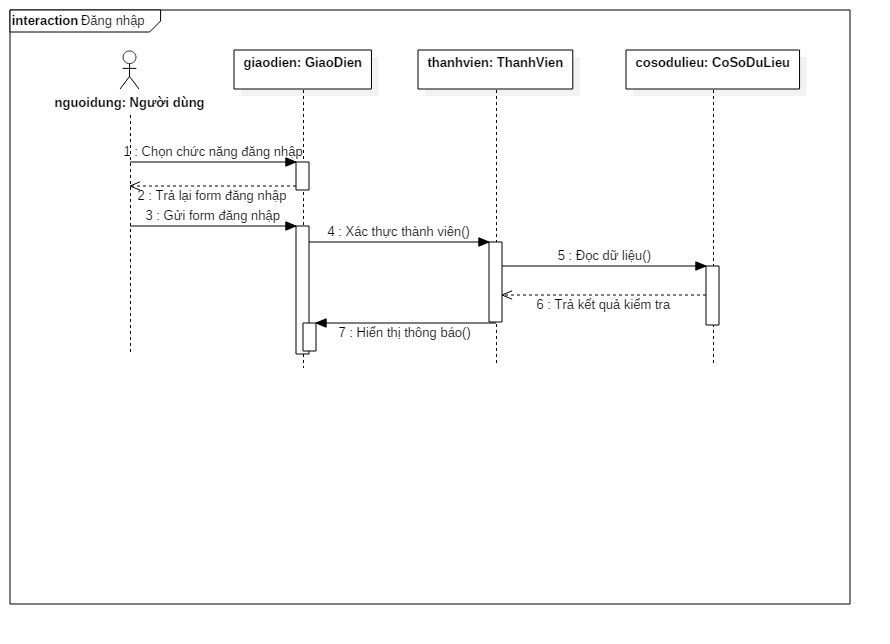 interaction Đăng nhập
giaodien: GiaoDien
thanhvien: ThanhVien
cosodulieu: CoSoDuLieu
nguoidung: Người dùng
1 : Chọn chức năng đăng nhập
2 : Trả lại form đăng nhập
3 : Gửi form đăng nhập
4 : Xác thực thành viên()
5 : Đọc dữ liệu()
6 : Trả kết quả kiểm tra
7 : Hiển thị thông báo()